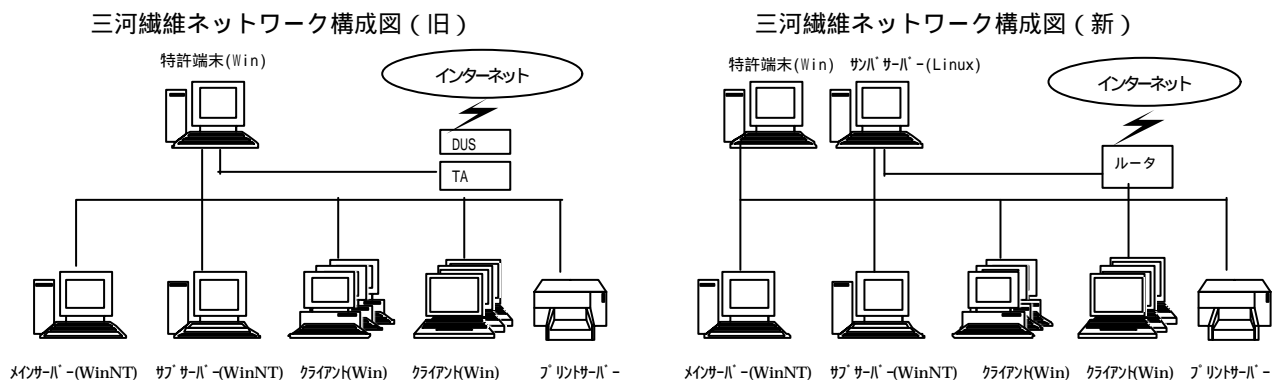 三河繊維ネットワーク構成図(旧)
特許端末(Win)
インターネット
DUS
TA
メインサーバー(WinNT)
サブサーバー(WinNT)
クライアント(Win)
クライアント(Win)
プリントサーバー
三河繊維ネットワーク構成図(新)
特許端末(Win)
サンバサーバー(Linux)
インターネット
ルータ
メインサーバー(WinNT)
サブサーバー(WinNT)
クライアント(Win)
クライアント(Win)
プリントサーバー